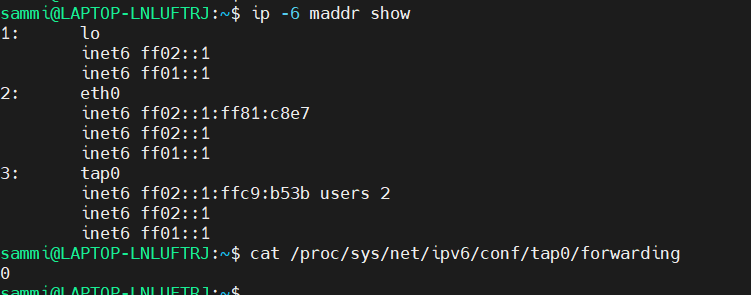 sammi@LAPTOP-LNLUFTRJ:~$ ip -6 maddr show
1:      lo
        inet6 ff02::1
        inet6 ff01::1
2:      eth0
        inet6 ff02::1:ff81:c8e7
        inet6 ff02::1
        inet6 ff01::1
3:      tap0
        inet6 ff02::1:ffc9:b53b users 2
        inet6 ff02::1
        inet6 ff01::1
sammi@LAPTOP-LNLUFTRJ:~$ cat /proc/sys/net/ipv6/conf/tap0/forwarding
0
sammi@LAPTOP-LNLUFTRJ:~$